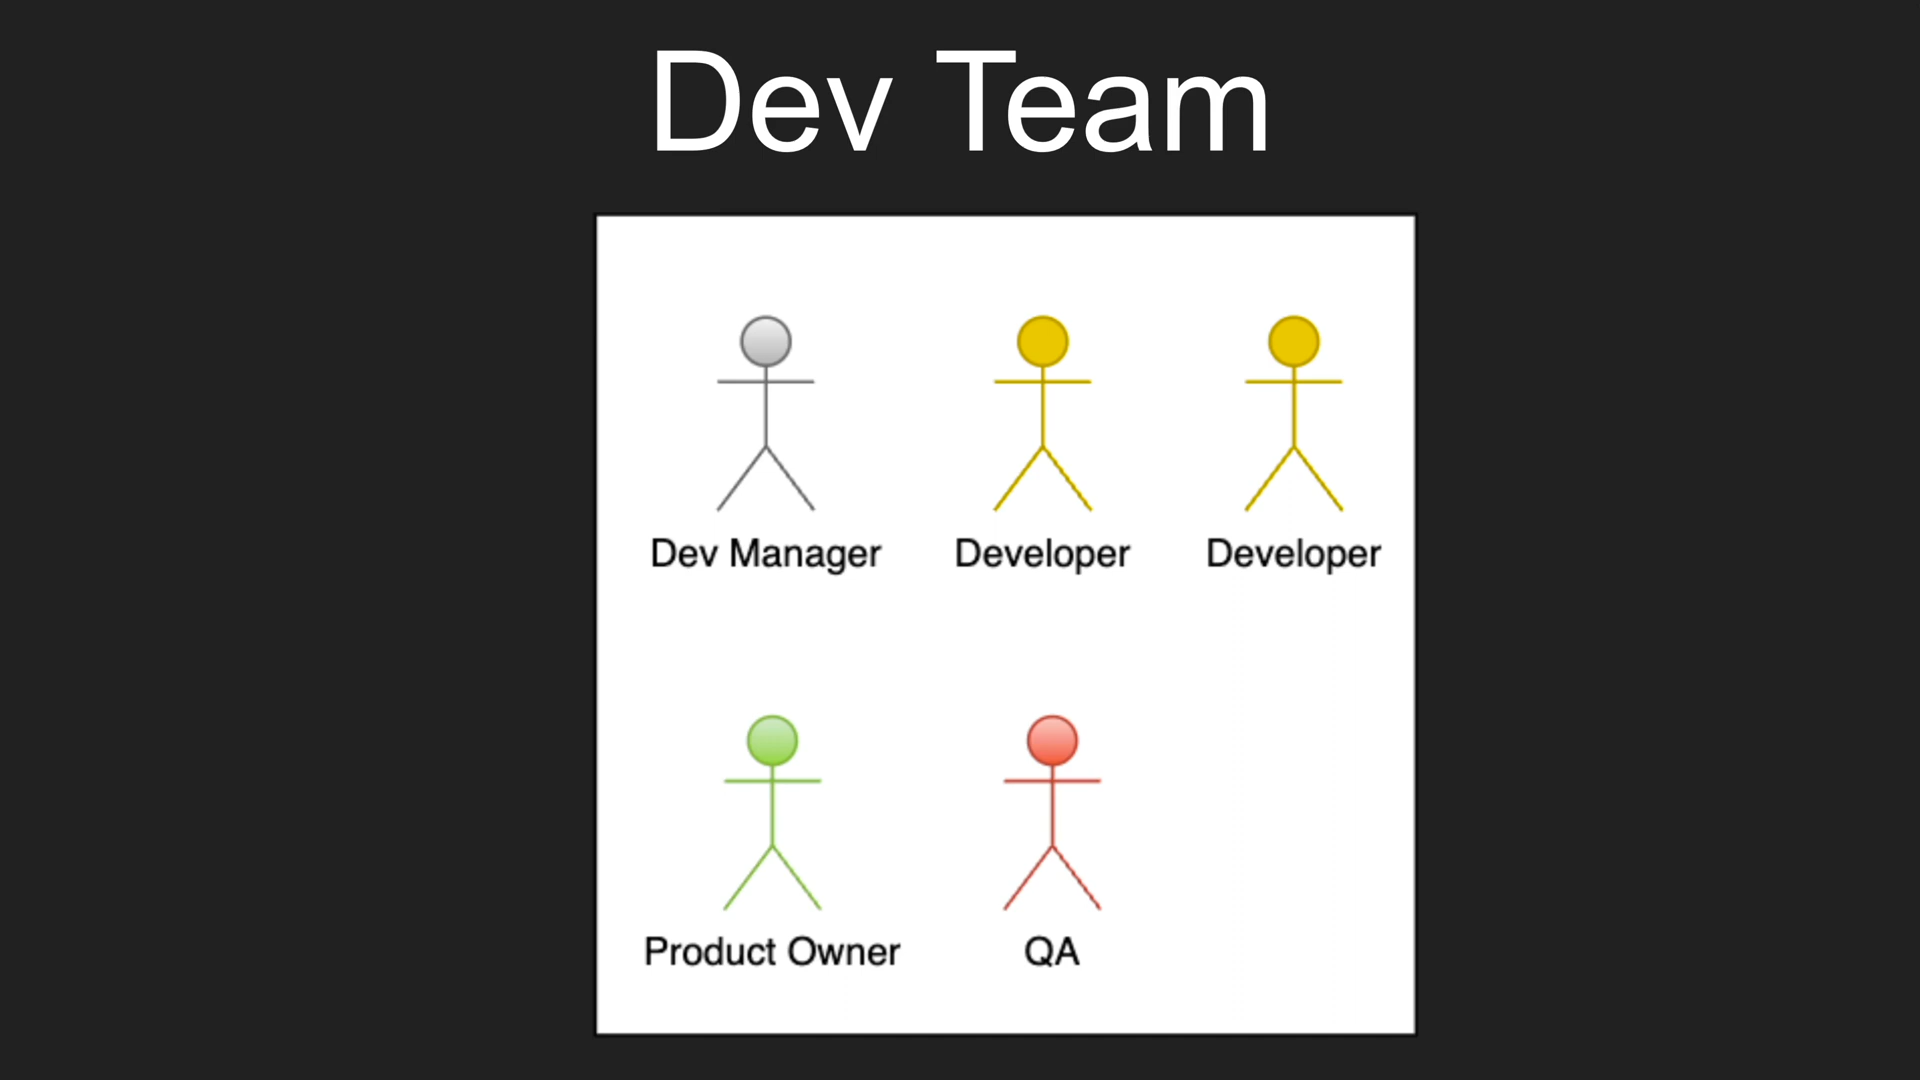 Dev Team
Dev Manager
Developer
Developer
Product Owner
QA